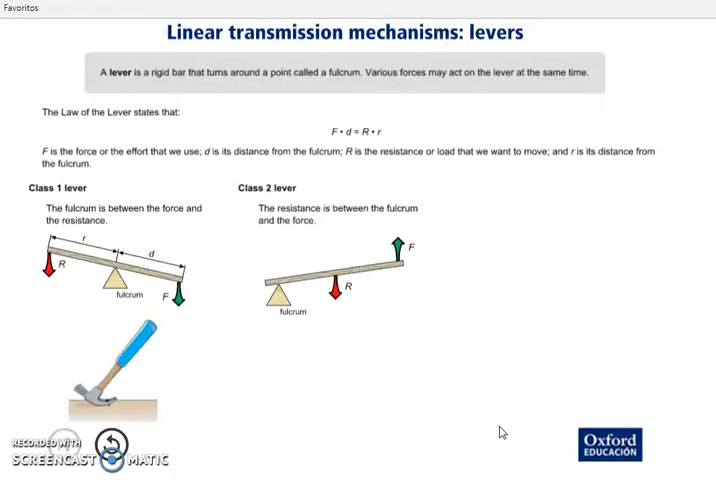 Favoritos
Linear transmission mechanisms: levers
A lever is a rigid bar that turns around a point called a fulcrum. Various forces may act on the lever at the same time.
The Law of the Lever states that:
F • d = R • r
F is the force or the effort that we use; d is its distance from the fulcrum; R is the resistance or load that we want to move; and r is its distance from
the fulcrum.
Class 1 lever
The fulcrum is between the force and
the resistance.
r
d
R
fulcrum
F
Class 2 lever
The resistance is between the fulcrum
and the force.
F
R
fulcrum
RECORDED WITH
SCREENCAST MATIC
Oxford
EDUCACIÓN